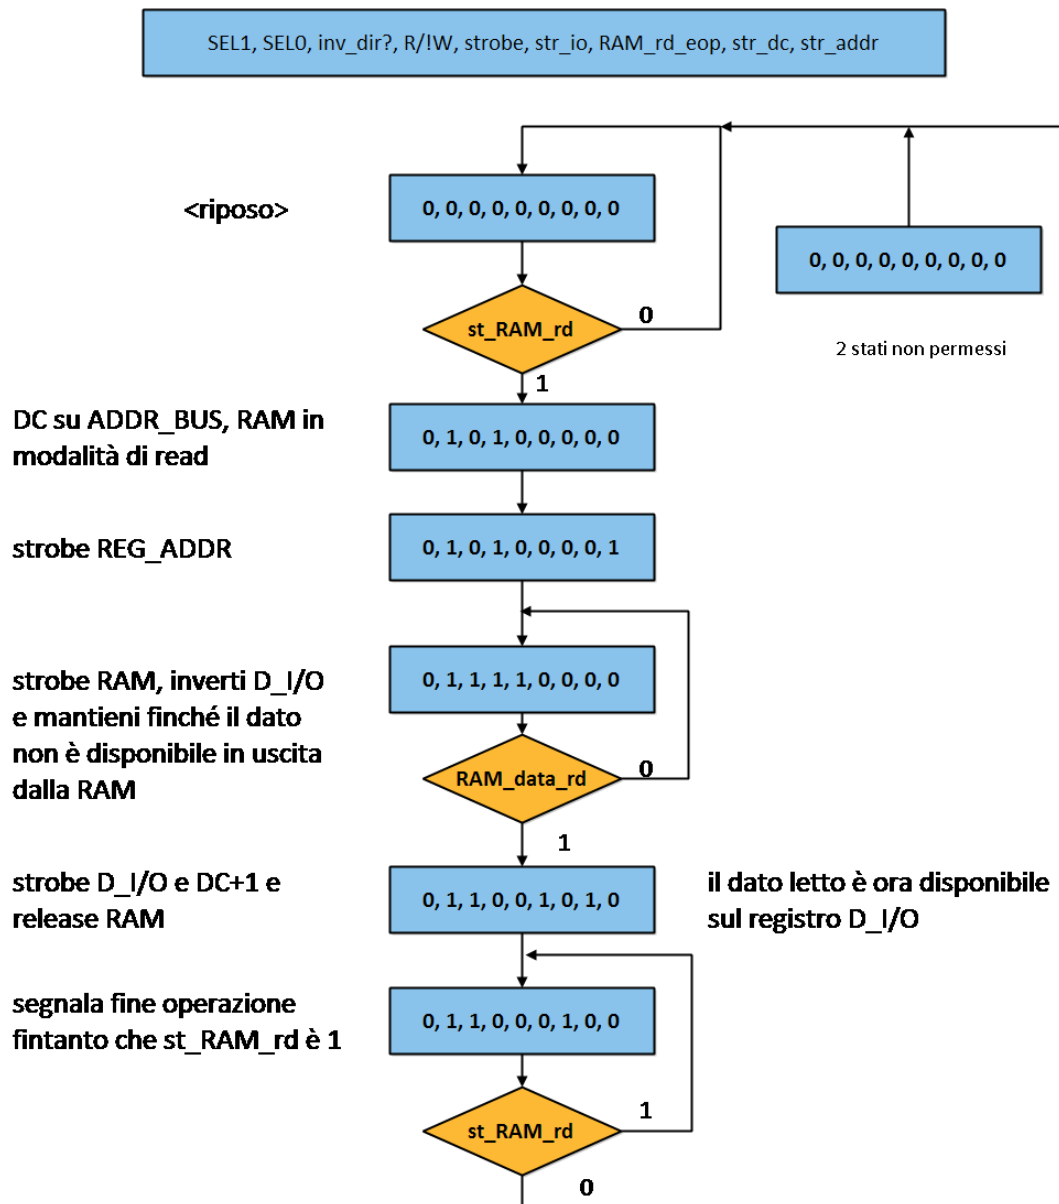 SEL1, SEL0, inv_dir?, R/!W, strobe, str_io, RAM_rd_eop, str_dc, str_addr
<riposo>
0, 0, 0, 0, 0, 0, 0, 0, 0
0, 0, 0, 0, 0, 0, 0, 0, 0
st_RAM_rd
0
2 stati non permessi
1
DC su ADDR_BUS, RAM in
modalità di read
0, 1, 0, 1, 0, 0, 0, 0, 0
strobe REG_ADDR
0, 1, 0, 1, 0, 0, 0, 0, 1
strobe RAM, inverti D_I/O
e mantieni finché il dato
non è disponibile in uscita
dalla RAM
0, 1, 1, 1, 1, 0, 0, 0, 0
RAM_data_rd
0
1
strobe D_I/O e DC+1 e
release RAM
0, 1, 1, 0, 0, 1, 0, 1, 0
il dato letto è ora disponibile
sul registro D_I/O
segnala fine operazione
fintanto che st_RAM_rd è 1
0, 1, 1, 0, 0, 0, 1, 0, 0
st_RAM_rd
1
0